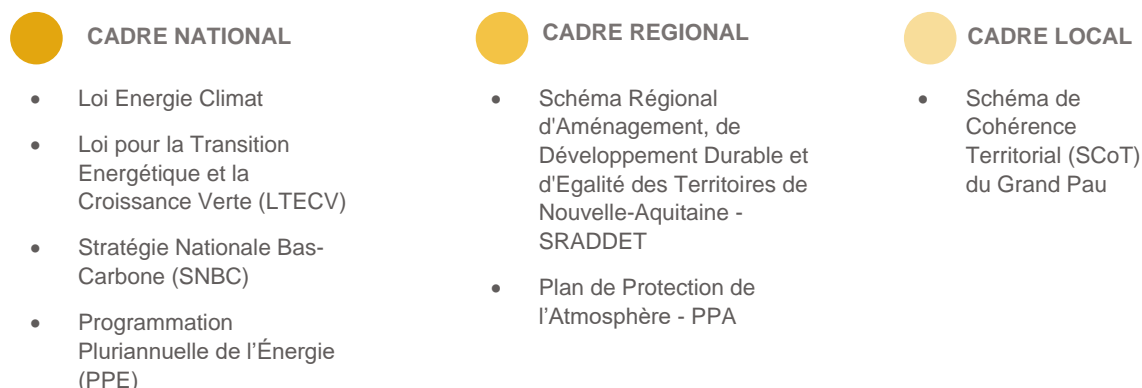 CADRE NATIONAL
• Loi Energie Climat
• Loi pour la Transition
Energétique et la
Croissance Verte (LTECV)
• Stratégie Nationale Bas-
Carbone (SNBC)
• Programmation
Pluriannuelle de l’Énergie
(PPE)
CADRE REGIONAL
• Schéma Régional
d'Aménagement, de
Développement Durable et
d'Egalité des Territoires de
Nouvelle-Aquitaine -
SRADDET
• Plan de Protection de
l’Atmosphère - PPA
CADRE LOCAL
• Schéma de
Cohérence
Territorial (SCoT)
du Grand Pau